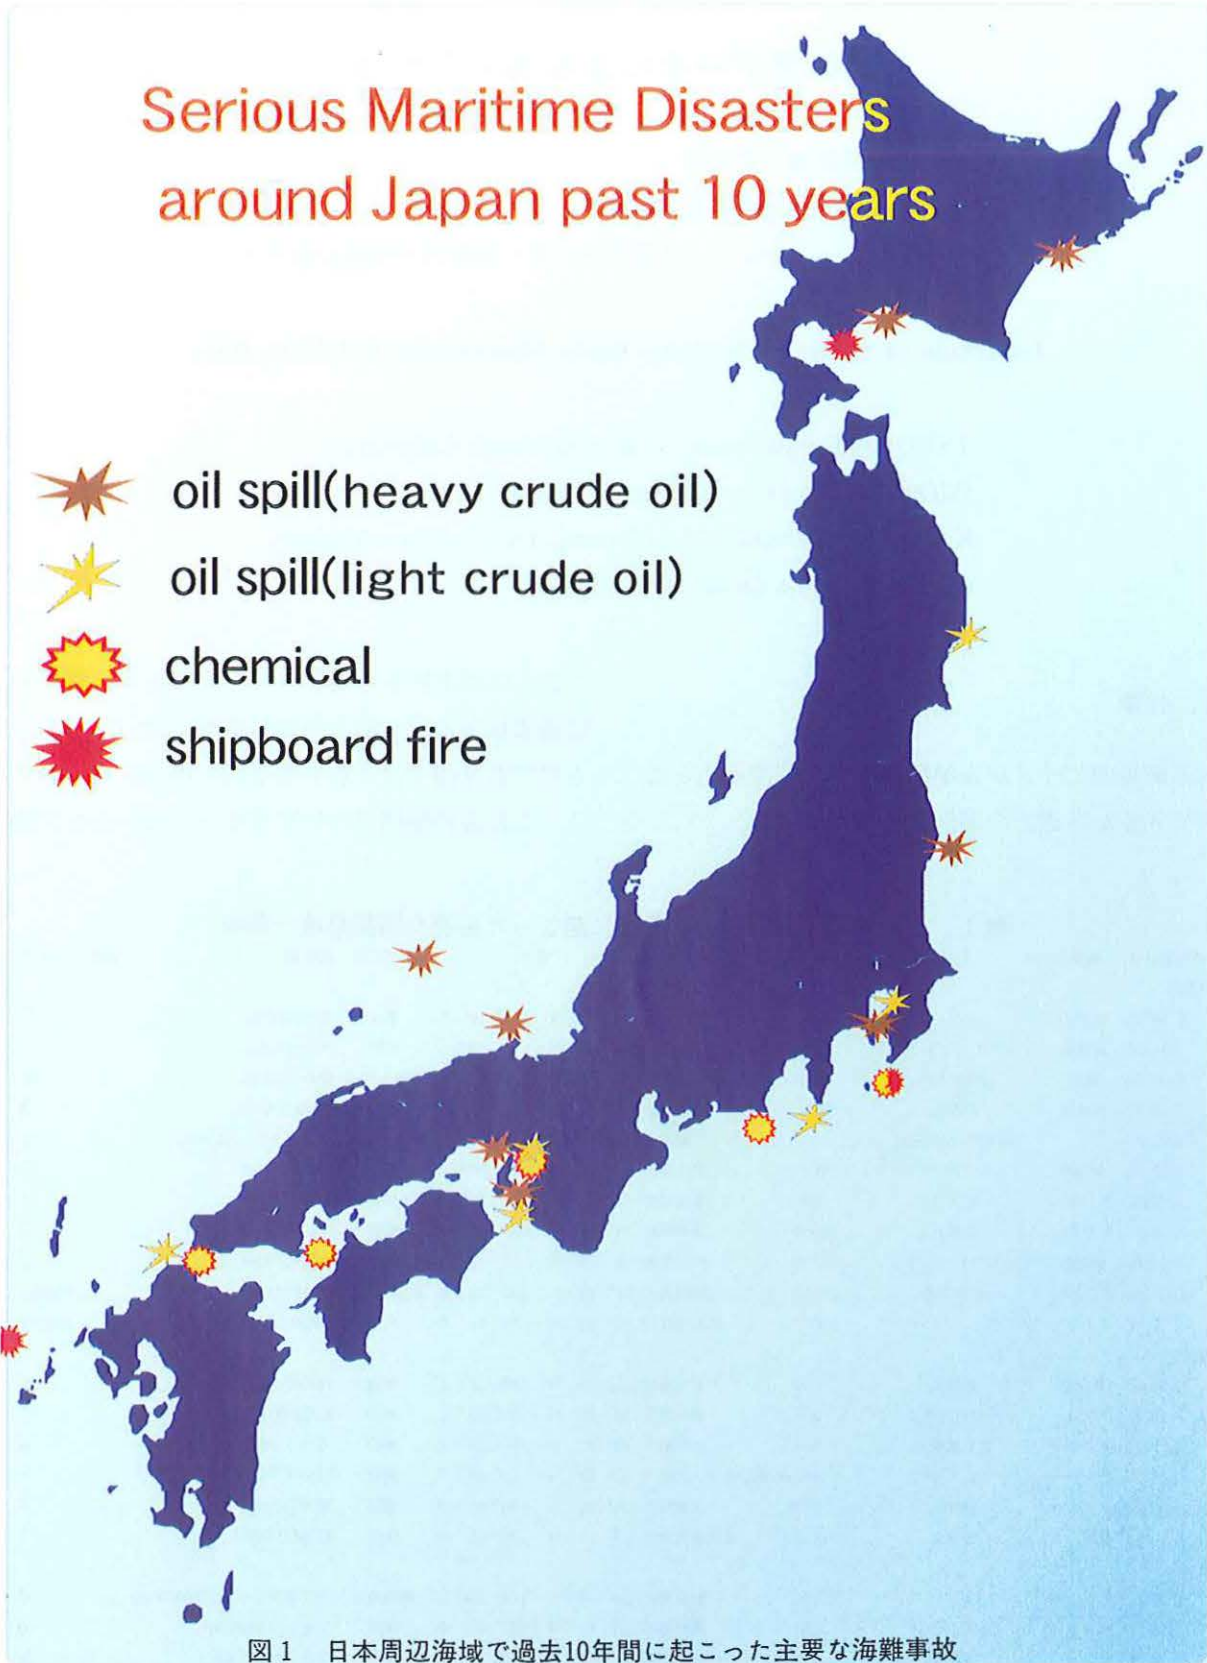 Serious Maritime Disasters
around Japan past 10 years
oil spill(heavy crude oil)
oil spill(light crude oil)
chemical
shipboard fire
図1 日本周辺海域で過去10年間に起こった主要な海難事故